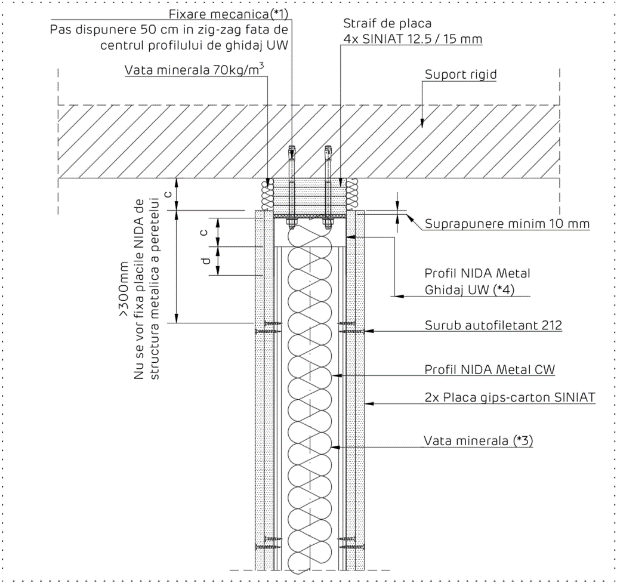 Fixare mecanica(*1)
Pas dispunere 50 cm in zig-zag fata de
centrul profilului de ghidaj UW
Vata minerala 70kg/m³
Straif de placa
4x SINIAT 12.5 / 15 mm
Suport rigid
c
c
d
>300mm
Nu se vor fixa placile NIDA de
structura metalica a peretelui
Suprapunere minim 10 mm
Profil NIDA Metal
Ghidaj UW (*4)
Surub autofiletant 212
Profil NIDA Metal CW
2x Placa gips-carton SINIAT
Vata minerala (*3)